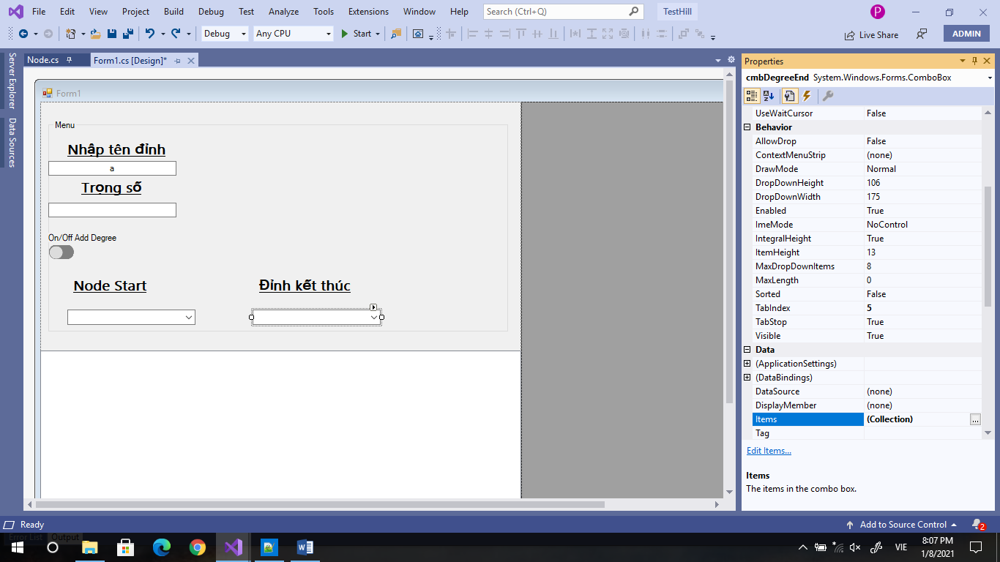 File Edit View Project Build Debug Test Analyze Tools Extensions Window Help Search (Ctrl+Q) TestHill P
Debug Any CPU Start Live Share ADMIN
Server Explorer
Data Sources
Node.cs Form1.cs [Design]*
Form1
Menu
Nhập tên đỉnh
a
Trọng số
On/Off Add Degree
Node Start Đỉnh kết thúc
Properties
cmbDegreeEnd System.Windows.Forms.ComboBox
UseWaitCursor False
Behavior
AllowDrop False
ContextMenuStrip (none)
DrawMode Normal
DropDownHeight 106
DropDownWidth 175
Enabled True
ImeMode NoControl
IntegralHeight True
ItemHeight 13
MaxDropDownItems 8
MaxLength 0
Sorted False
TabIndex 5
TabStop True
Visible True
Data
(ApplicationSettings)
(DataBindings)
DataSource (none)
DisplayMember (none)
Items (Collection) ...
Tag
Edit Items...
Items
The items in the combo box.
Ready Add to Source Control 2
Error List Output
VIE 8:07 PM
1/8/2021